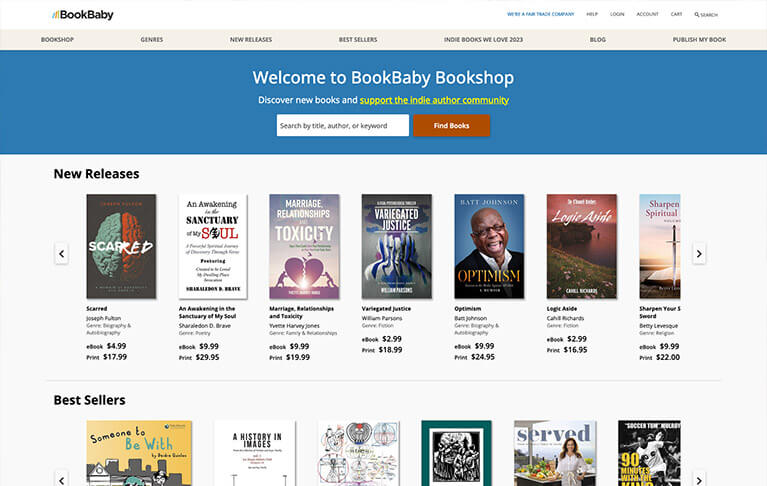 BookBaby
WE'RE A FAIR TRADE COMPANY HELP LOGIN ACCOUNT CART SEARCH
BOOKSHOP GENRES NEW RELEASES BEST SELLERS INDIE BOOKS WE LOVE 2023 BLOG PUBLISH MY BOOK
Welcome to BookBaby Bookshop
Discover new books and support the indie author community
Search by title, author, or keyword Find Books
New Releases
JOSEPH FULTON
SCARRED
An Awakening
in the
SANCTUARY
of My SOUL
A Powerful Spiritual Journey
of Discovery Through Verse
Featuring
Created to be Loved
My Dwelling Place
Invocation
SHARALEDON D. BRAVE
MARRIAGE,
RELATIONSHIPS
AND
TOXICITY
YVETTE HARVEY JONES
VARIEGATED
JUSTICE
WILLIAM PARSONS
BATT JOHNSON
OPTIMISM
A MEMOIR
Logic Aside
CAHILL RICHARDS
Sharpen
Spiritual
Scarred
Joseph Fulton
Genre: Biography &
Autobiography
eBook $4.99
Print $17.99
An Awakening in the
Sanctuary of My Soul
Sharaledon D. Brave
Genre: Poetry
eBook $9.99
Print $29.95
Marriage, Relationships
and Toxicity
Yvette Harvey Jones
Genre: Family & Relationships
eBook $9.99
Print $19.99
Variegated Justice
William Parsons
Genre: Fiction
eBook $2.99
Print $18.99
Optimism
Batt Johnson
Genre: Biography &
Autobiography
eBook $9.99
Print $24.95
Logic Aside
Cahill Richards
Genre: Fiction
eBook $2.99
Print $16.95
Sharpen Your S
Sword
Betty Levesque
Genre: Religion
eBook $9.99
Print $22.00
Best Sellers
Someone to
Be With
by Deirdre Quinlan
A HISTORY IN
IMAGES
served
"SOCCER TOM" MULROY
90
MINUTES
WITH THE
KING